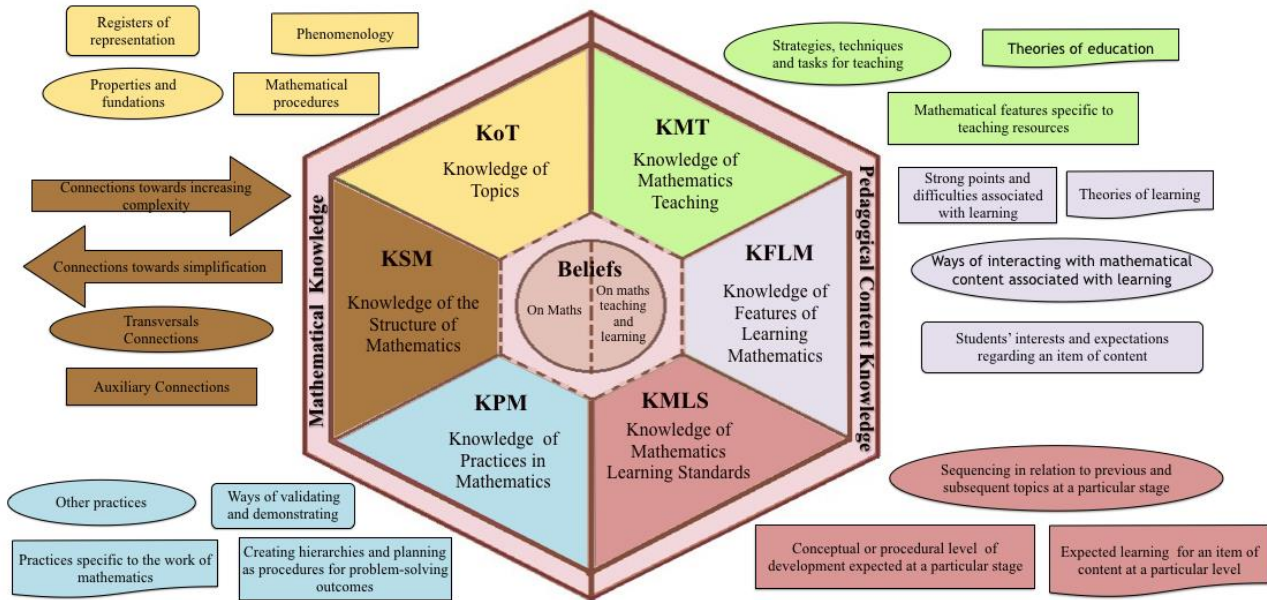 Registers of
representation
Phenomenology
Properties and
fundations
Mathematical
procedures
Connections towards increasing
complexity
Connections towards simplification
Transversals
Connections
Auxiliary Connections
Other practices
Ways of validating
and demonstrating
Practices specific to the work of
mathematics
Creating hierarchies and planning
as procedures for problem-solving
outcomes
Mathematical Knowledge
KoT
Knowledge of
Topics
KSM
Knowledge of the
Structure of
Mathematics
KPM
Knowledge of
Practices in
Mathematics
Beliefs
On Maths
On maths
teaching
and
learning
KMT
Knowledge of
Mathematics
Teaching
KFLM
Knowledge of
Features of
Learning
Mathematics
KMLS
Knowledge of
Mathematics
Learning Standards
Pedagogical Content Knowledge
Strategies, techniques
and tasks for teaching
Theories of education
Mathematical features specific to
teaching resources
Strong points and
difficulties associated
with learning
Theories of learning
Ways of interacting with mathematical
content associated with learning
Students' interests and expectations
regarding an item of content
Sequencing in relation to previous and
subsequent topics at a particular stage
Conceptual or procedural level of
development expected at a particular stage
Expected learning for an item of
content at a particular level